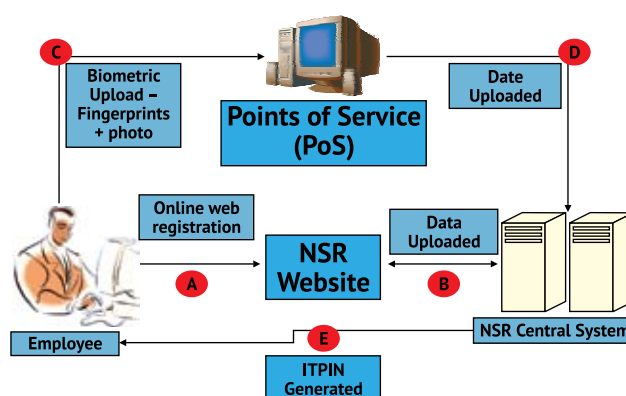 C
D
Biometric
Upload –
Fingerprints
+ photo
Date
Uploaded
Points of Service
(PoS)
Online web
registration
Data
Uploaded
NSR
Website
A
B
Employee
E
NSR Central System
ITPIN
Generated